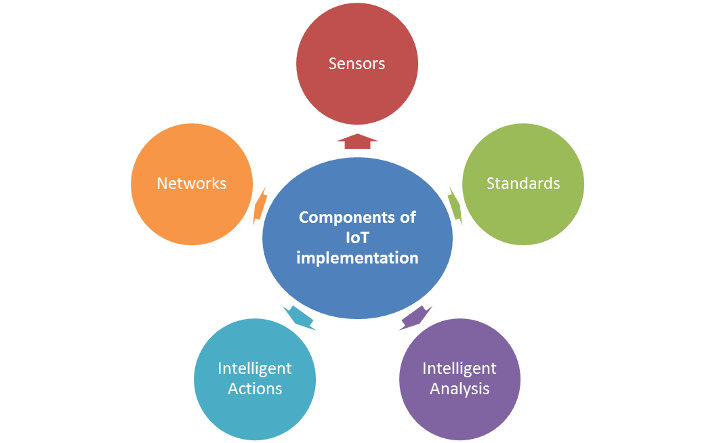 Sensors
Networks
Standards
Components of
IoT
implementation
Intelligent
Actions
Intelligent
Analysis